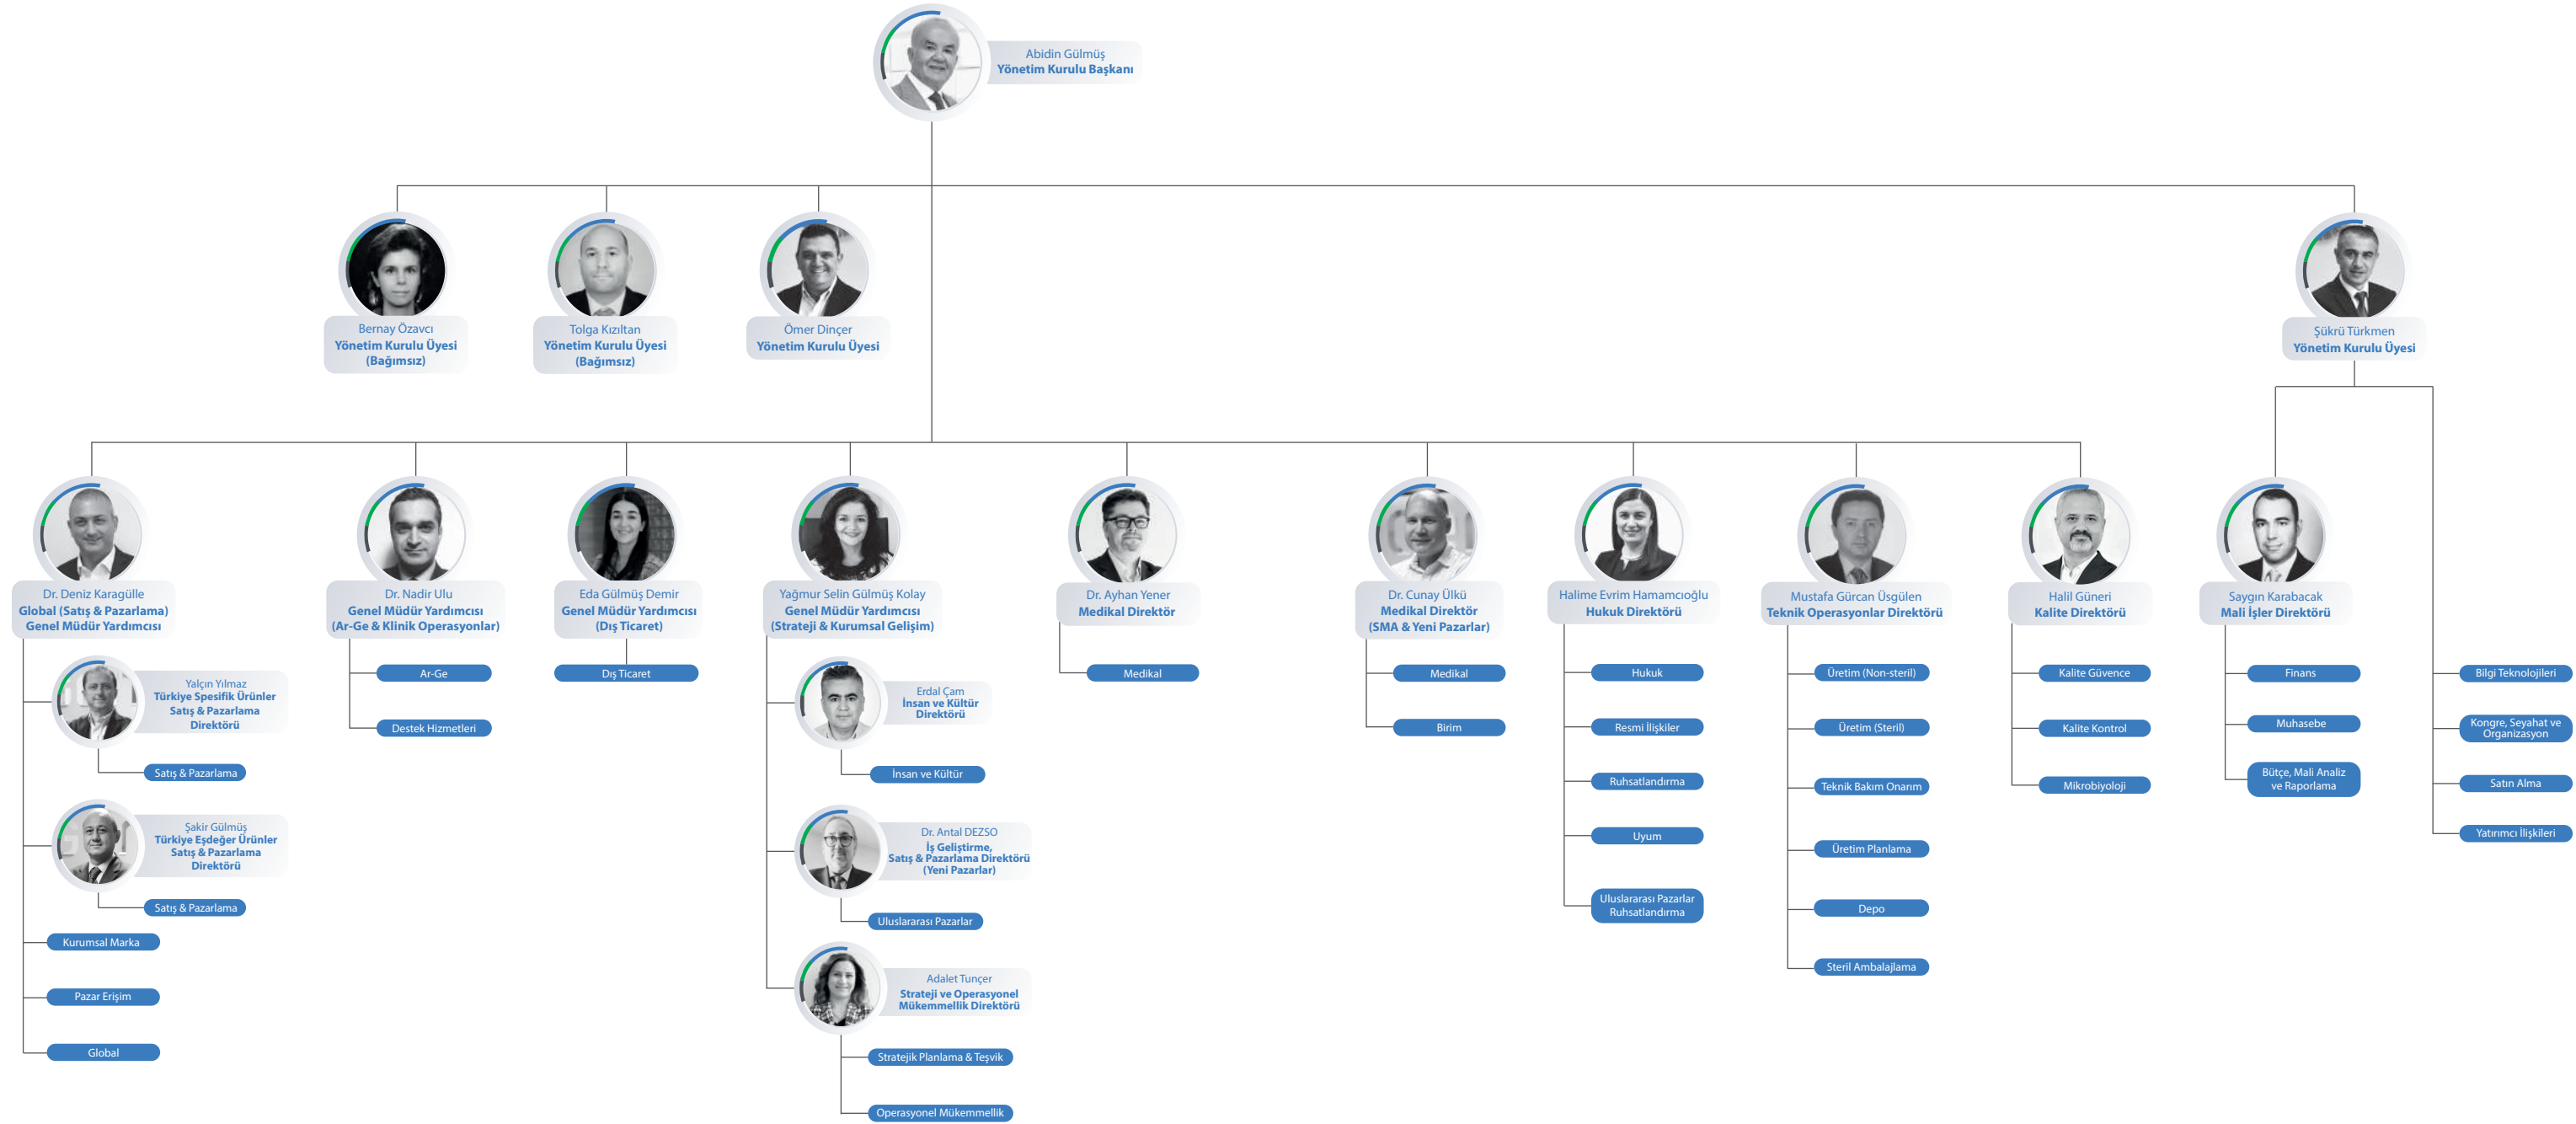 Abidin Gülmüş
Yönetim Kurulu Başkanı
Bernay Özavcı
Yönetim Kurulu Üyesi
(Bağımsız)
Tolga Kızıltan
Yönetim Kurulu Üyesi
(Bağımsız)
Ömer Dinçer
Yönetim Kurulu Üyesi
Şükrü Türkmen
Yönetim Kurulu Üyesi
Dr. Deniz Karagülle
Global (Satış & Pazarlama)
Genel Müdür Yardımcısı
Yalçın Yılmaz
Türkiye Spesifik Ürünler
Satış & Pazarlama
Direktörü
Satış & Pazarlama
Şakir Gülmüş
Türkiye Eşdeğer Ürünler
Satış & Pazarlama
Direktörü
Satış & Pazarlama
Kurumsal Marka
Pazar Erişim
Global
Dr. Nadir Ulu
Genel Müdür Yardımcısı
(Ar-Ge & Klinik Operasyonlar)
Ar-Ge
Destek Hizmetleri
Eda Gülmüş Demir
Genel Müdür Yardımcısı
(Dış Ticaret)
Dış Ticaret
Yağmur Selin Gülmüş Kolay
Genel Müdür Yardımcısı
(Strateji & Kurumsal Gelişim)
Erdal Çam
İnsan ve Kültür
Direktörü
İnsan ve Kültür
Dr. Antal DEZSO
İş Geliştirme,
Satış & Pazarlama Direktörü
(Yeni Pazarlar)
Uluslararası Pazarlar
Adalet Tunçer
Strateji ve Operasyonel
Mükemmellik Direktörü
Stratejik Planlama & Teşvik
Operasyonel Mükemmellik
Dr. Ayhan Yener
Medikal Direktör
Medikal
Dr. Cunay Ülkü
Medikal Direktör
(SMA & Yeni Pazarlar)
Medikal
Birim
Halime Evrim Hamamcıoğlu
Hukuk Direktörü
Hukuk
Resmi İlişkiler
Ruhsatlandırma
Uyum
Uluslararası Pazarlar
Ruhsatlandırma
Mustafa Gürcan Üsgülen
Teknik Operasyonlar Direktörü
Üretim (Non-steril)
Üretim (Steril)
Teknik Bakım Onarım
Üretim Planlama
Depo
Steril Ambalajlama
Halil Güneri
Kalite Direktörü
Kalite Güvence
Kalite Kontrol
Mikrobiyoloji
Saygın Karabacak
Mali İşler Direktörü
Finans
Muhasebe
Bütçe, Mali Analiz
ve Raporlama
Bilgi Teknolojileri
Kongre, Seyahat ve
Organizasyon
Satın Alma
Yatırımcı İlişkileri